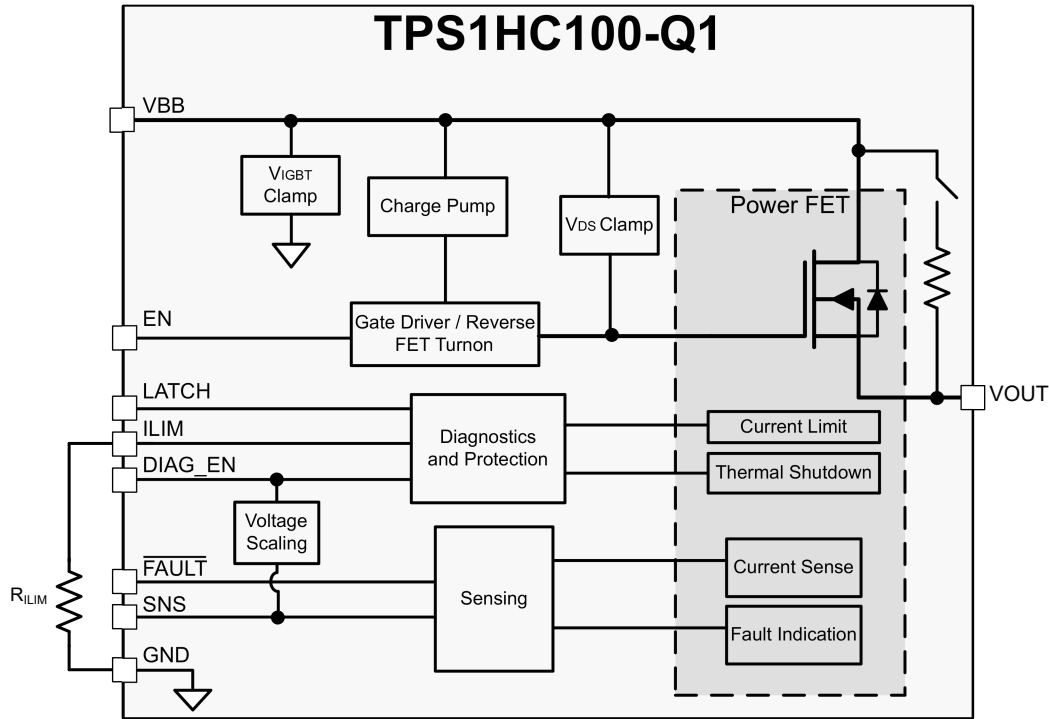 TPS1HC100-Q1
VBB
VIGBT
Clamp
Charge Pump
VDS Clamp
Power FET
EN
Gate Driver / Reverse
FET Turnon
LATCH
VOUT
ILIM
Diagnostics
and Protection
Current Limit
DIAG_EN
Thermal Shutdown
Voltage
Scaling
FAULT
Current Sense
RILIM
SNS
Sensing
Fault Indication
GND